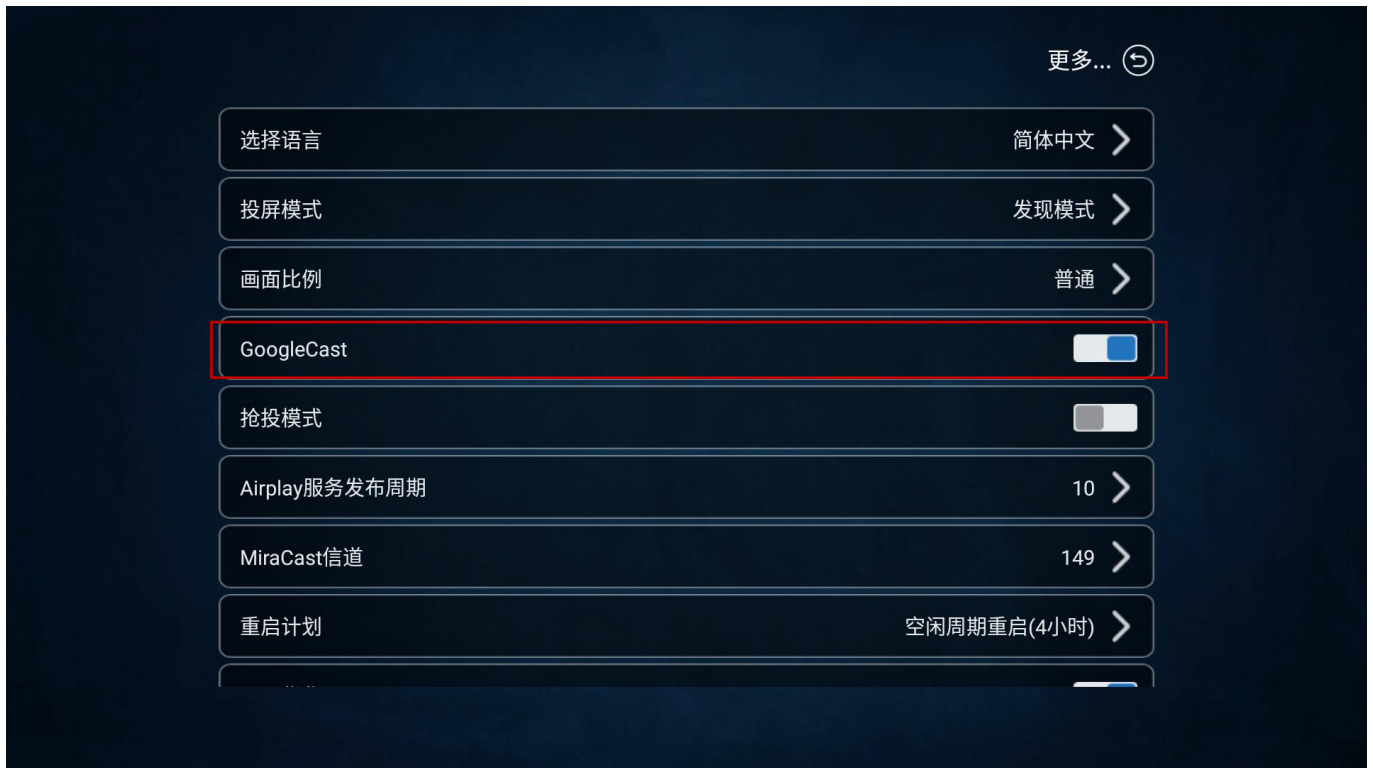 更多...
选择语言 简体中文
投屏模式 发现模式
画面比例 普通
GoogleCast
抢投模式
Airplay服务发布周期 10
MiraCast信道 149
重启计划 空闲周期重启(4小时)